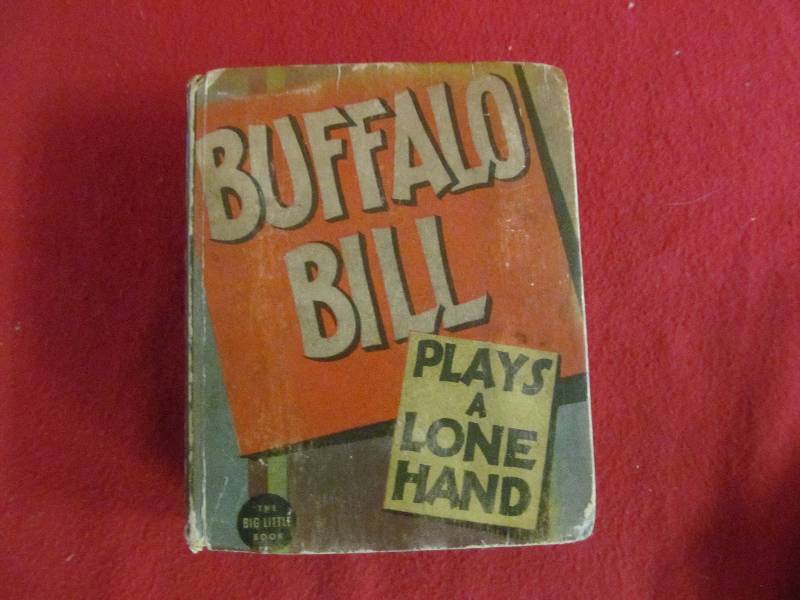 BUFFALO
BILL
PLAYS
A
LONE
HAND
THE
BIG LITTLE
BOOK